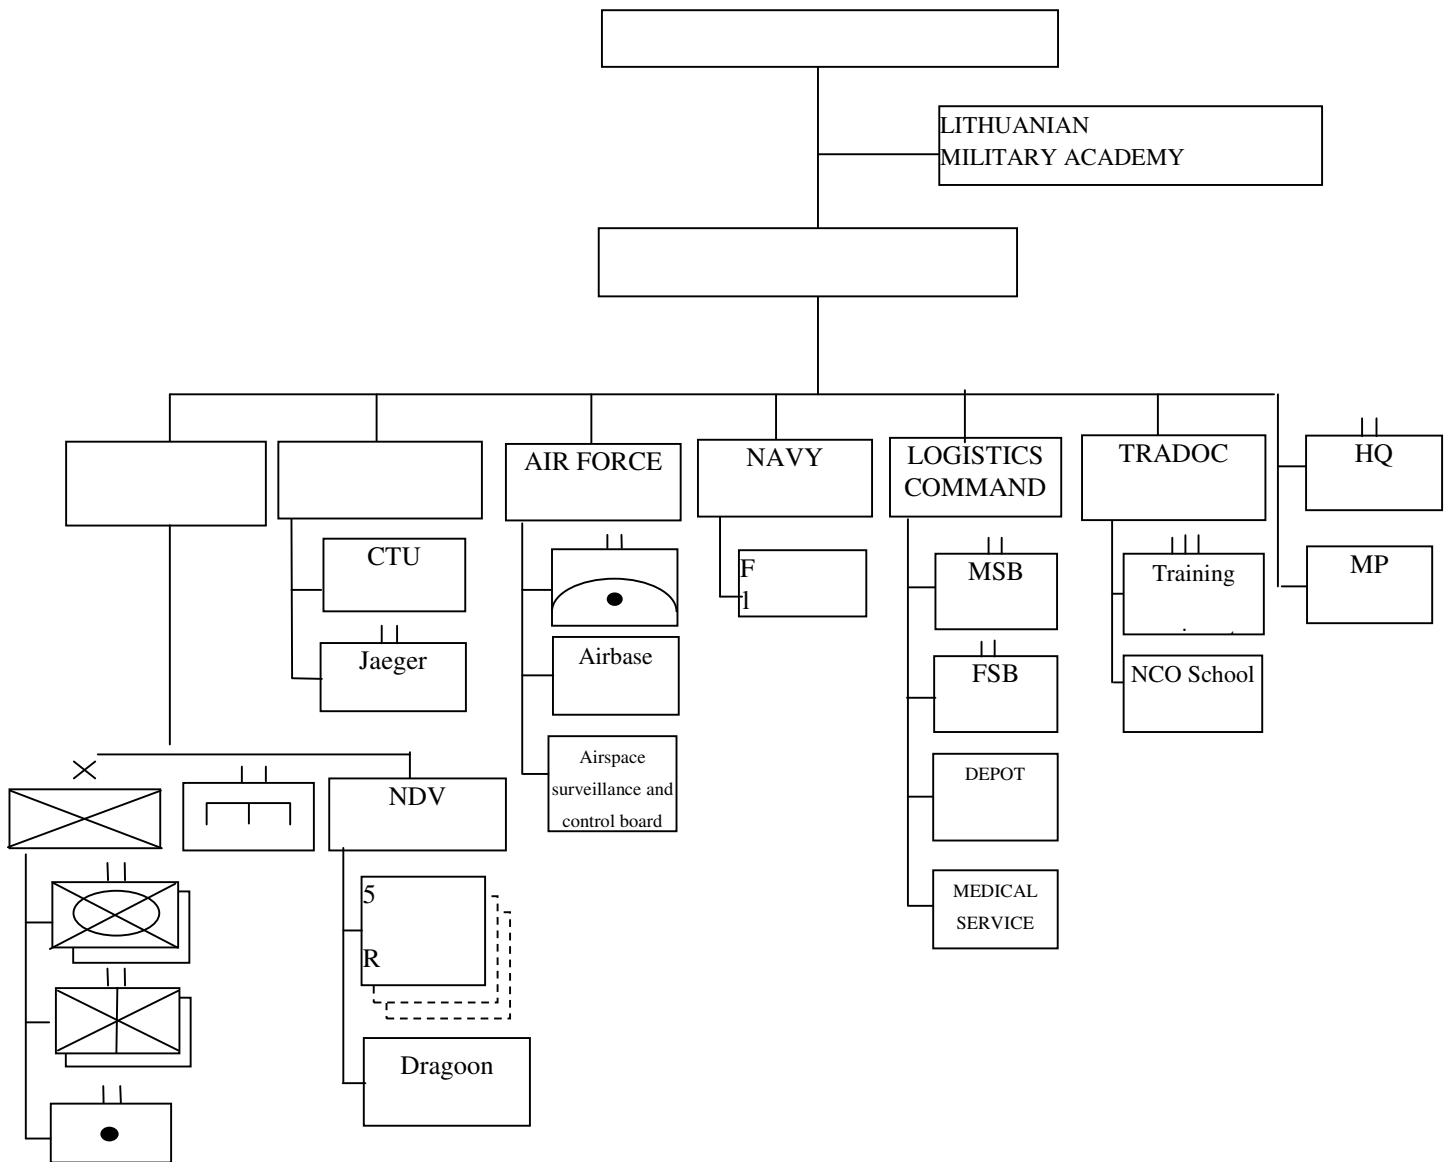 LITHUANIAN
MILITARY ACADEMY
AIR FORCE
NAVY
LOGISTICS
COMMAND
TRADOC
HQ
CTU
Jaeger
Airbase
Airspace
surveillance and
control board
F
1
MSB
FSB
DEPOT
MEDICAL
SERVICE
Training
NCO School
MP
NDV
5
R
Dragoon